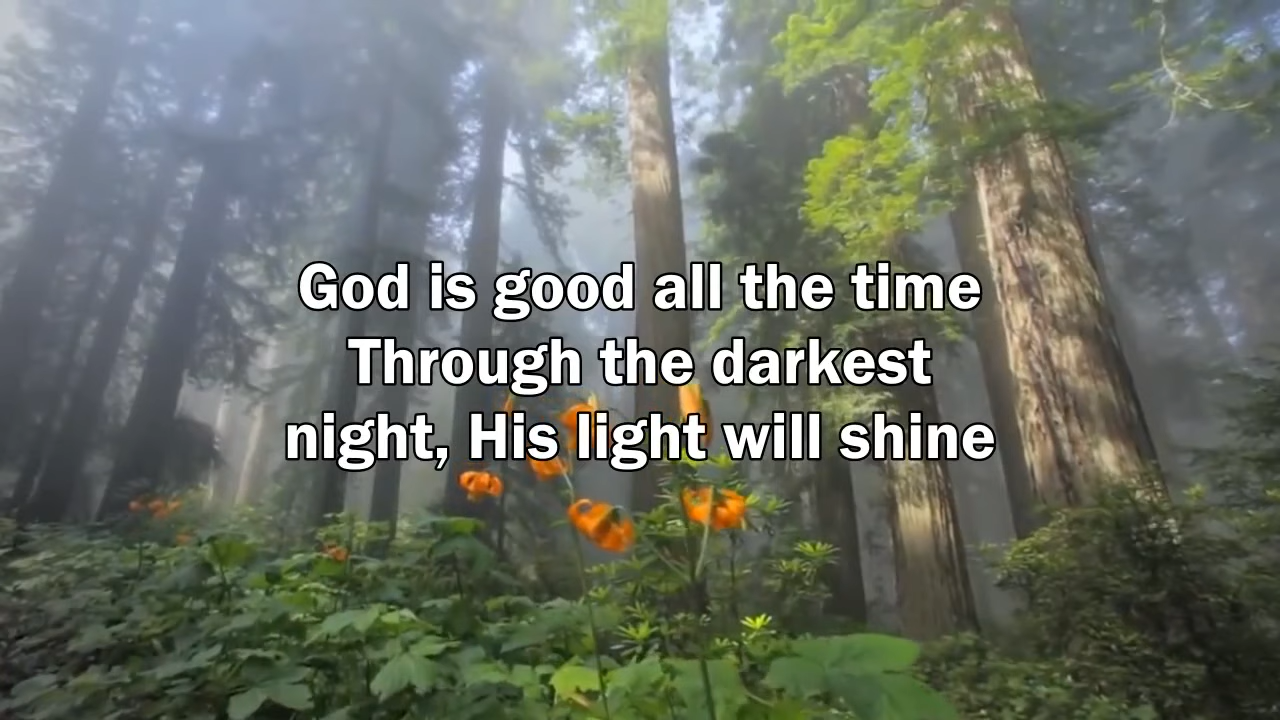 God is good all the time
Through the darkest
night, His light will shine